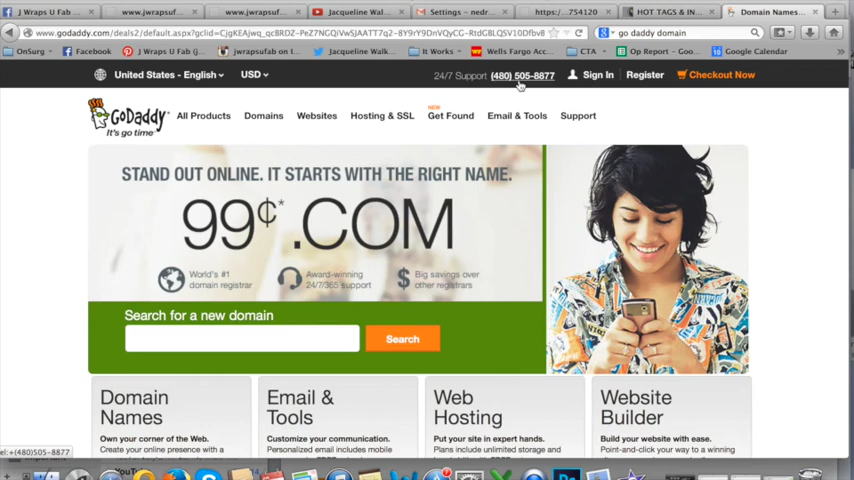 J Wraps U Fab (...
www.jwrapsuf...
www.jwrapsuf...
Jacqueline Wal...
Settings – nedr...
https://...754120
HOT TAGS & IN...
Domain Names...
www.godaddy.com/deals2/default.aspx?gclid=
go daddy domain
OnSurg
Facebook
J Wraps U Fab (j...
jwrapsufab on I...
Jacqueline Walk...
It Works
Wells Fargo Acc...
CTA
Op Report – Goo...
Google Calendar
United States - English
USD
24/7 Support (480) 505-8877
Sign In
Register
Checkout Now
GoDaddy™
It's go time™
All Products
Domains
Websites
Hosting & SSL
NEW
Get Found
Email & Tools
Support
STAND OUT ONLINE. IT STARTS WITH THE RIGHT NAME.
99¢* .COM
World's #1
domain registrar
Award-winning
24/7/365 support
$
Big savings over
other registrars
Search for a new domain
Search
Domain
Names
Own your corner of the Web.
Create your online presence with a
Email &
Tools
Customize your communication.
Personalized email includes mobile
Web
Hosting
Put your site in expert hands.
Plans include unlimited storage and
Website
Builder
Build your website with ease.
Point-and-click your way to a winning
el:+(480)505-8877